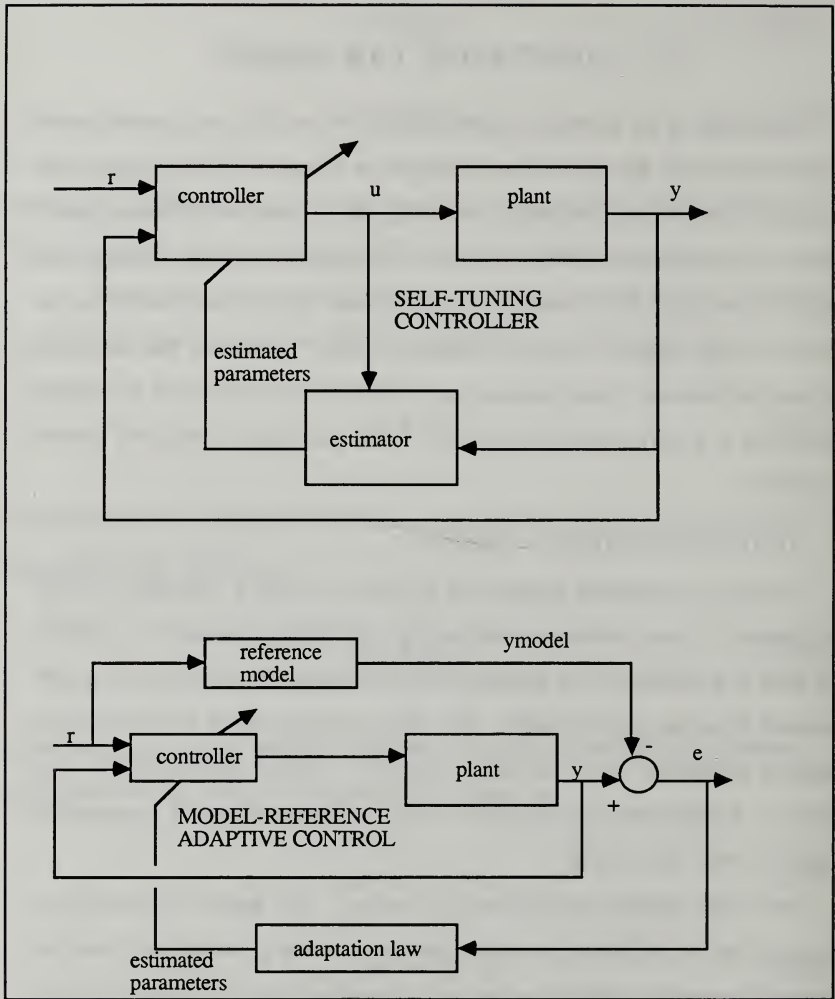 r
controller
u
plant
y
SELF-TUNING
CONTROLLER
estimated
parameters
estimator
reference
model
ymodel
r
controller
plant
y
-
+
e
MODEL-REFERENCE
ADAPTIVE CONTROL
adaptation law
estimated
parameters